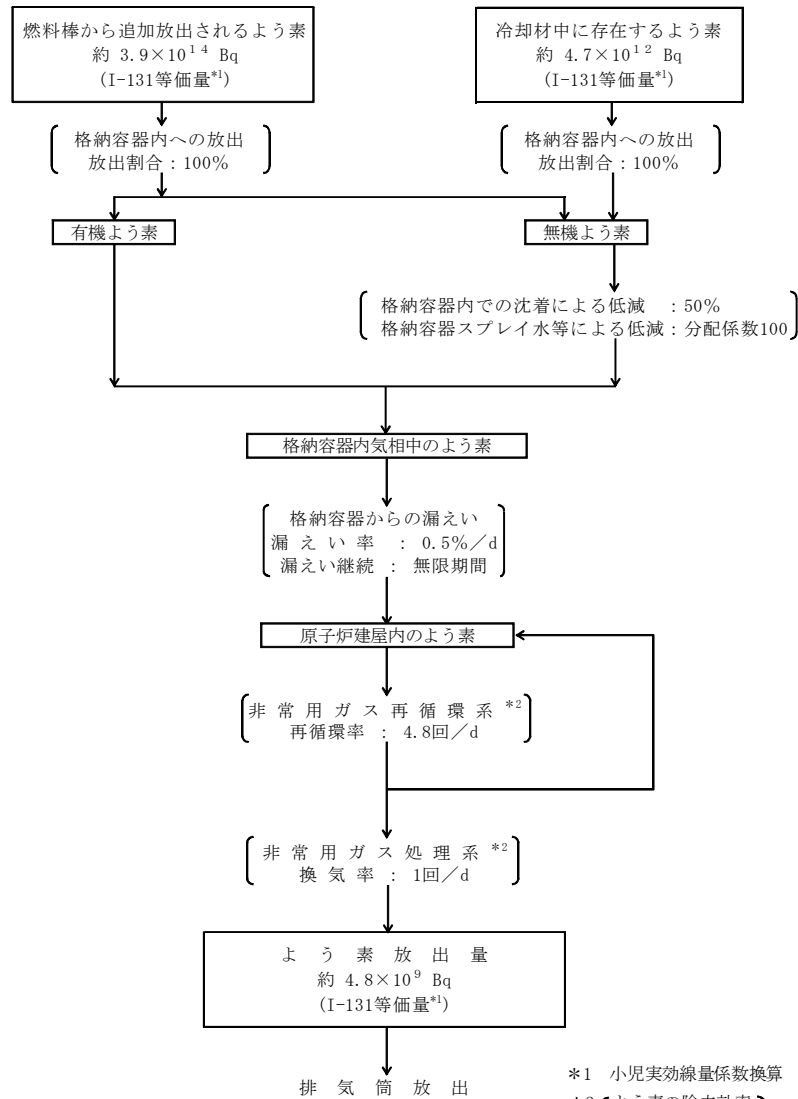 燃料棒から追加放出されるよう素
約 3.9×10¹⁴ Bq
(I-131等価量*1)
冷却材中に存在するよう素
約 4.7×10¹² Bq
(I-131等価量*1)
格納容器内への放出
放出割合：100%
格納容器内への放出
放出割合：100%
有機よう素
無機よう素
格納容器内での沈着による低減 ：50%
格納容器スプレイ水等による低減：分配係数100
格納容器内気相中のよう素
格納容器からの漏えい
漏えい率 ： 0.5%／d
漏えい継続 ： 無限期間
原子炉建屋内のよう素
非常用ガス再循環系 *2
再循環率 ： 4.8回／d
非常用ガス処理系 *2
換気率 ： 1回／d
よう素放出量
約 4.8×10⁹ Bq
(I-131等価量*1)
排気筒放出
*1 小児実効線量係数換算